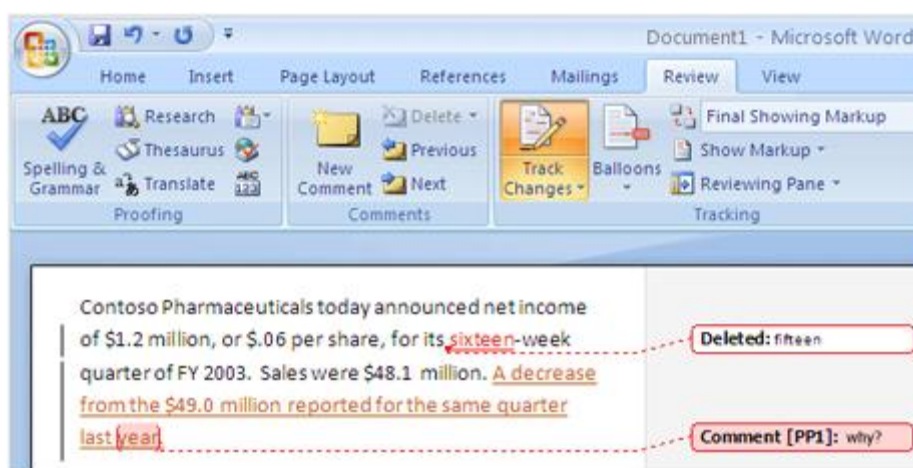 Document1 - Microsoft Word
Home Insert Page Layout References Mailings Review View
ABC Research Delete Final Showing Markup
Thesaurus Previous Show Markup
Spelling & Grammar Translate ABC 123 New Comment Next Track Changes Balloons Reviewing Pane
Proofing Comments Tracking
Contoso Pharmaceuticals today announced net income
of $1.2 million, or $.06 per share, for its sixteen-week
Deleted: fifteen
quarter of FY 2003. Sales were $48.1 million. A decrease
from the $49.0 million reported for the same quarter
last year.
Comment [PP1]: why?